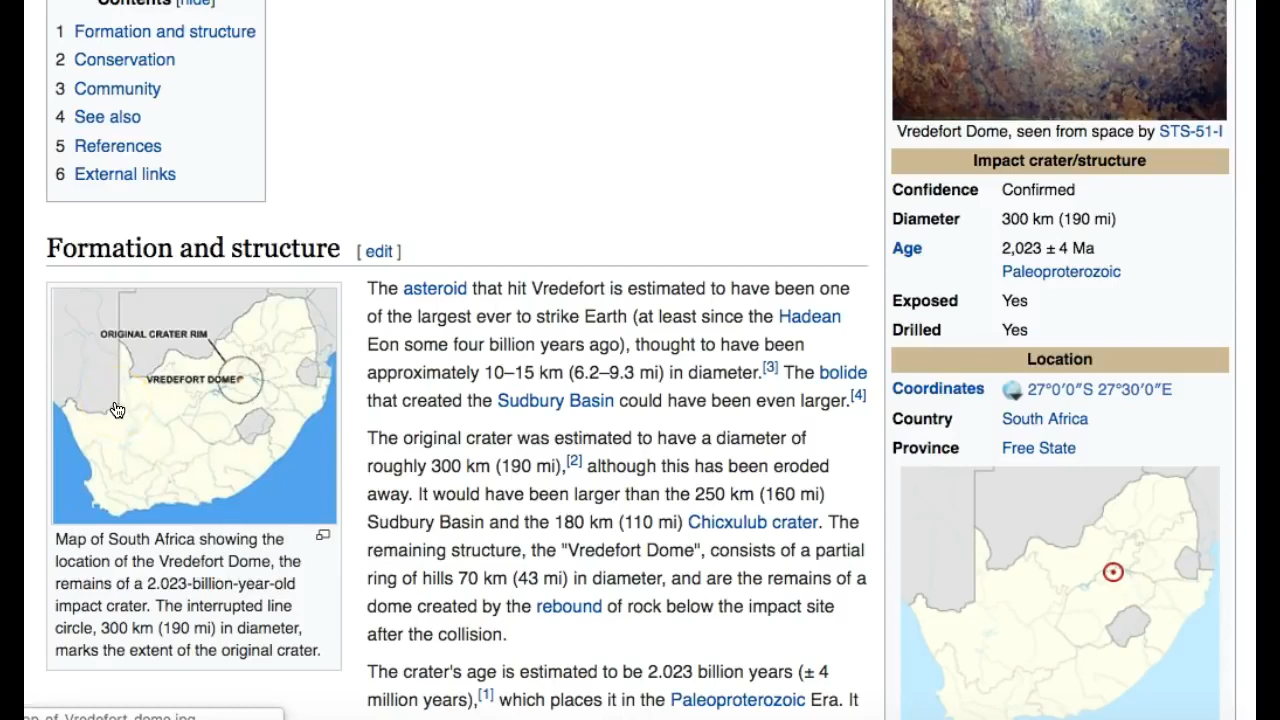 Contents [hide]
1 Formation and structure
2 Conservation
3 Community
4 See also
5 References
6 External links
Formation and structure [ edit ]
ORIGINAL CRATER RIM
VREDEFORT DOME
Map of South Africa showing the
location of the Vredefort Dome, the
remains of a 2.023-billion-year-old
impact crater. The interrupted line
circle, 300 km (190 mi) in diameter,
marks the extent of the original crater.
The asteroid that hit Vredefort is estimated to have been one
of the largest ever to strike Earth (at least since the Hadean
Eon some four billion years ago), thought to have been
approximately 10–15 km (6.2–9.3 mi) in diameter.[3] The bolide
that created the Sudbury Basin could have been even larger.[4]
The original crater was estimated to have a diameter of
roughly 300 km (190 mi),[2] although this has been eroded
away. It would have been larger than the 250 km (160 mi)
Sudbury Basin and the 180 km (110 mi) Chicxulub crater. The
remaining structure, the "Vredefort Dome", consists of a partial
ring of hills 70 km (43 mi) in diameter, and are the remains of a
dome created by the rebound of rock below the impact site
after the collision.
The crater's age is estimated to be 2.023 billion years (± 4
million years),[1] which places it in the Paleoproterozoic Era. It
Vredefort Dome, seen from space by STS-51-I
Impact crater/structure
Confidence Confirmed
Diameter 300 km (190 mi)
Age 2,023 ± 4 Ma
Paleoproterozoic
Exposed Yes
Drilled Yes
Location
Coordinates 27°0′0″S 27°30′0″E
Country South Africa
Province Free State